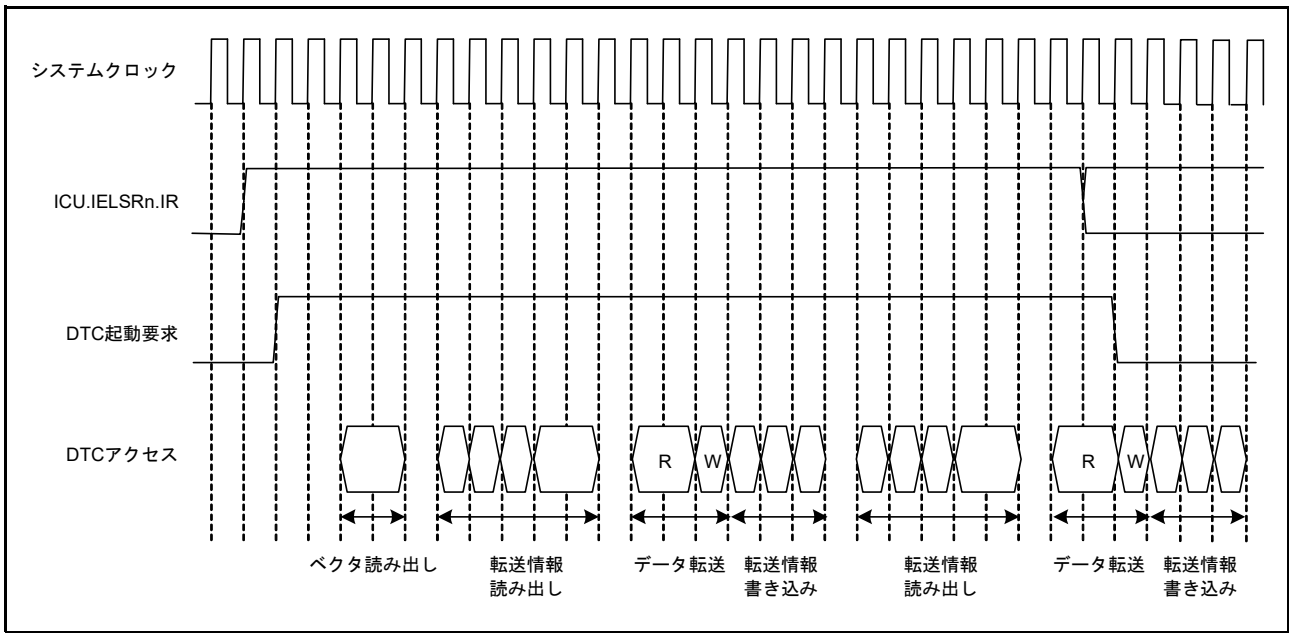 システムクロック
ICU.IELSRn.IR
DTC起動要求
DTCアクセス
R
W
R
W
ベクタ読み出し
転送情報
読み出し
データ転送
転送情報
書き込み
転送情報
読み出し
データ転送
転送情報
書き込み